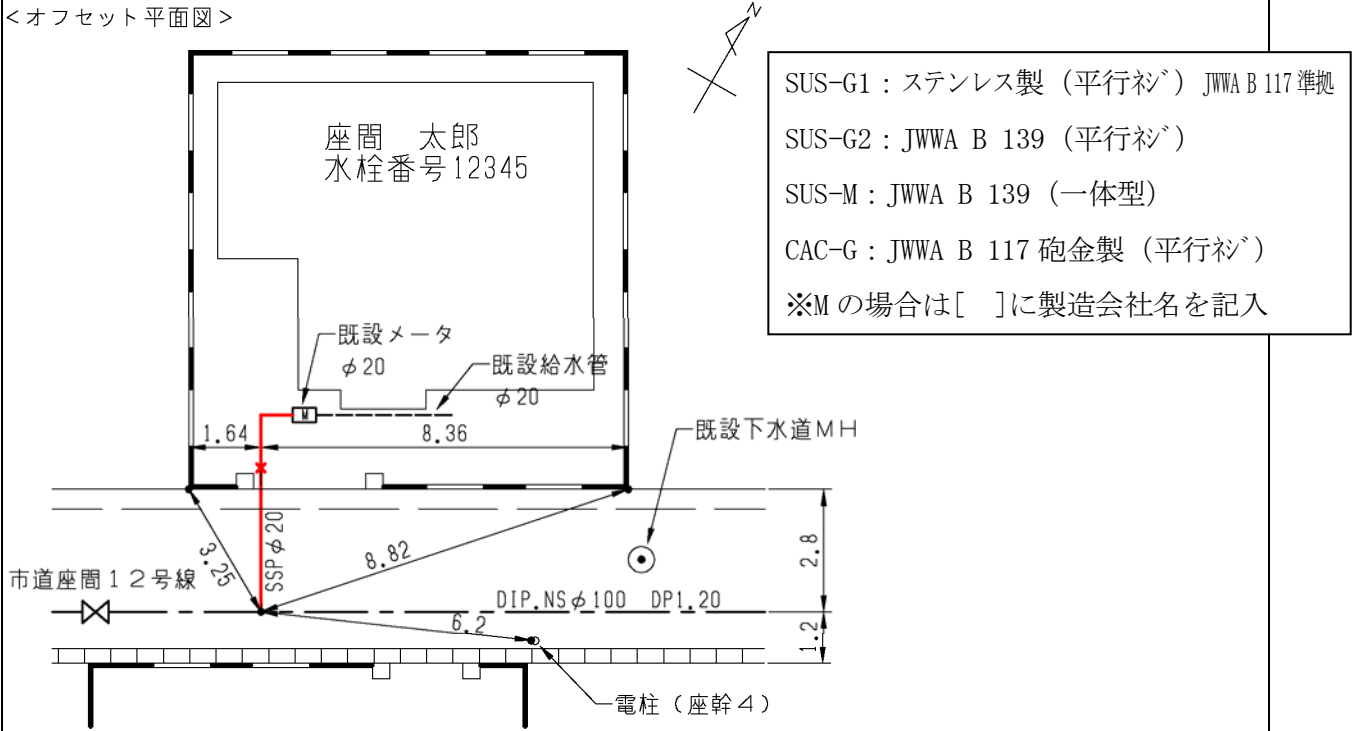 <オフセット平面図>
N
SUS-G1:ステンレス製（平行ﾈｼﾞ）JWWA B 117準拠
SUS-G2:JWWA B 139（平行ﾈｼﾞ）
SUS-M:JWWA B 139（一体型）
CAC-G:JWWA B 117 砲金製（平行ﾈｼﾞ）
※Mの場合は[　]に製造会社名を記入
座間　太郎
水栓番号12345
既設メータ
φ20
既設給水管
φ20
M
1.64
8.36
既設下水道MH
SSPφ20
3.25
8.82
2.8
市道座間12号線
DIP.NSφ100 DP1.20
6.2
1.2
電柱（座幹4）